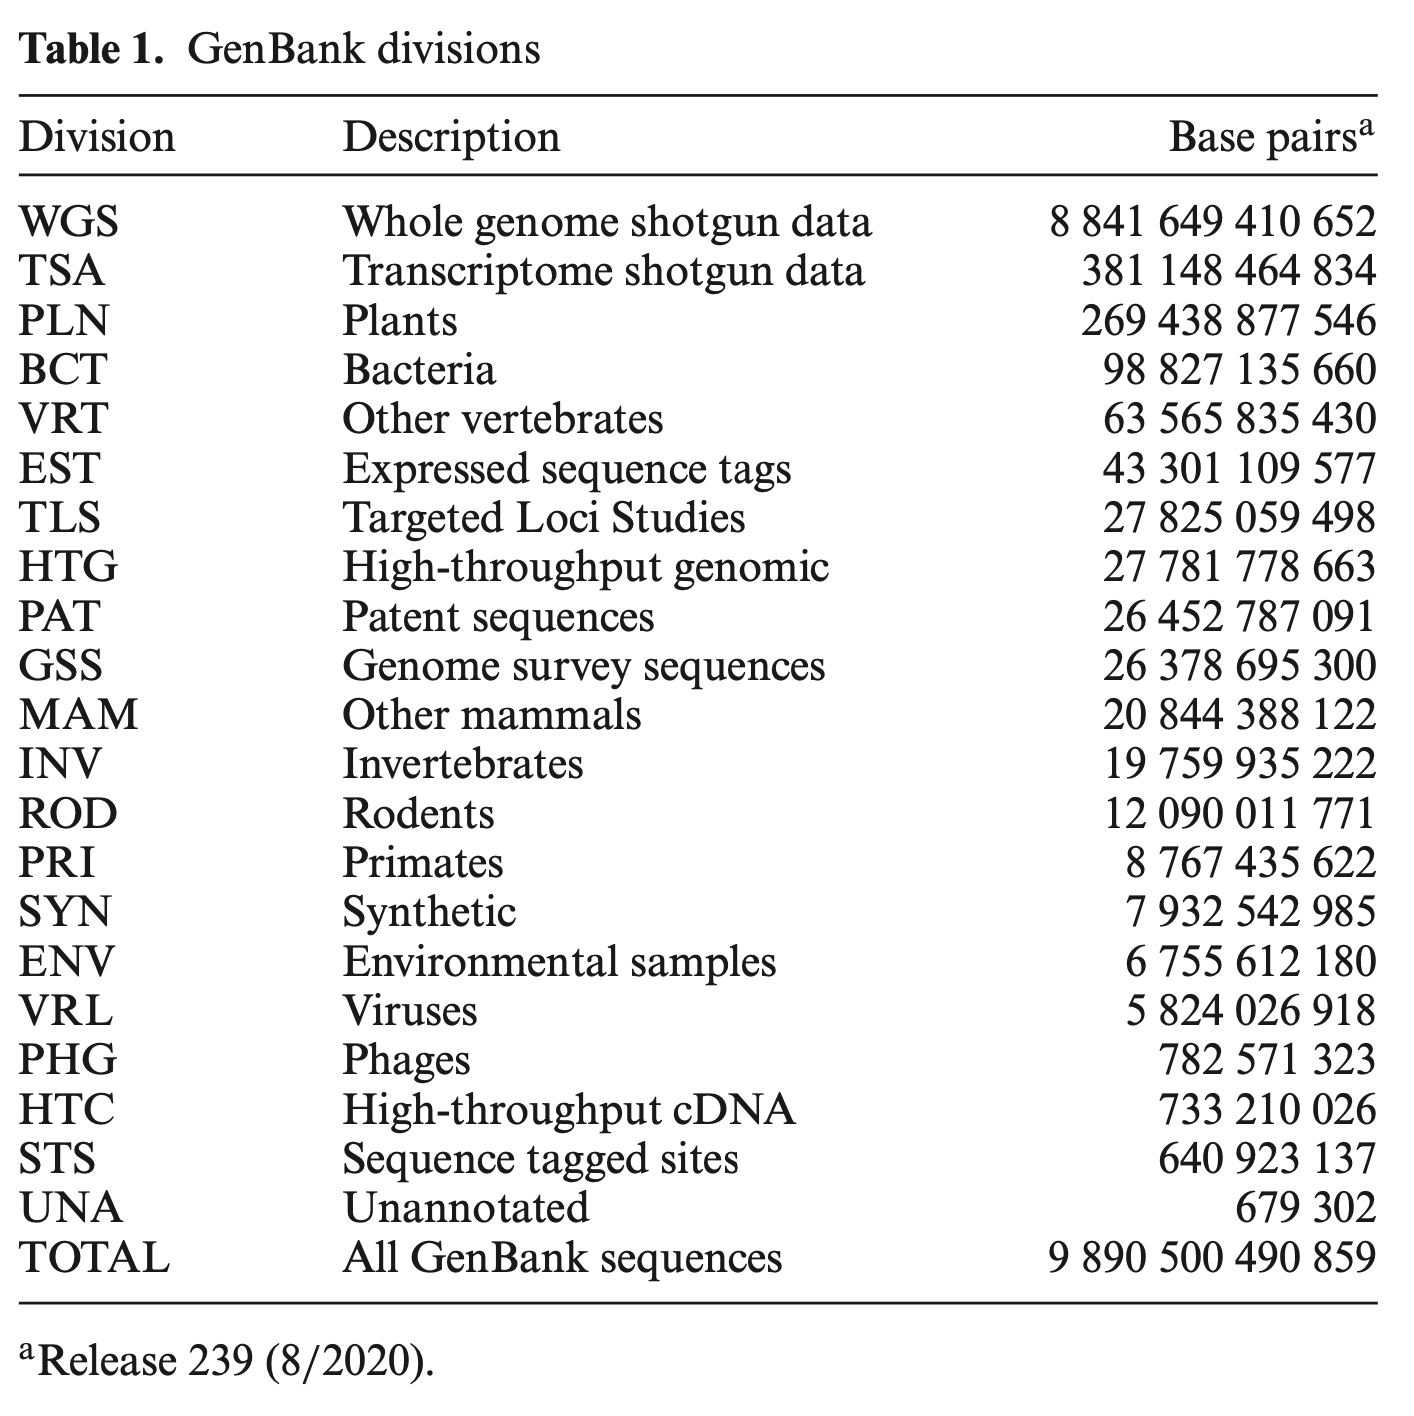 Table 1. GenBank divisions
Division Description Base pairsᵃ
WGS Whole genome shotgun data 8 841 649 410 652
TSA Transcriptome shotgun data 381 148 464 834
PLN Plants 269 438 877 546
BCT Bacteria 98 827 135 660
VRT Other vertebrates 63 565 835 430
EST Expressed sequence tags 43 301 109 577
TLS Targeted Loci Studies 27 825 059 498
HTG High-throughput genomic 27 781 778 663
PAT Patent sequences 26 452 787 091
GSS Genome survey sequences 26 378 695 300
MAM Other mammals 20 844 388 122
INV Invertebrates 19 759 935 222
ROD Rodents 12 090 011 771
PRI Primates 8 767 435 622
SYN Synthetic 7 932 542 985
ENV Environmental samples 6 755 612 180
VRL Viruses 5 824 026 918
PHG Phages 782 571 323
HTC High-throughput cDNA 733 210 026
STS Sequence tagged sites 640 923 137
UNA Unannotated 679 302
TOTAL All GenBank sequences 9 890 500 490 859
ᵃRelease 239 (8/2020).